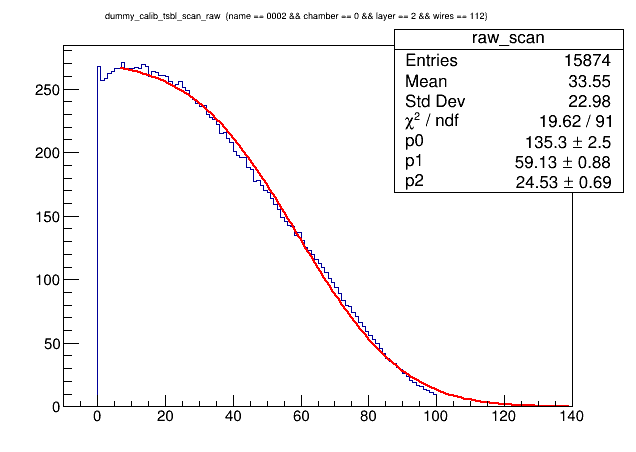 dummy_calib_tsbl_scan_raw (name == 0002 && chamber == 0 && layer == 2 && wires == 112)
raw_scan
Entries 15874
Mean 33.55
Std Dev 22.98
χ² / ndf 19.62 / 91
p0 135.3 ± 2.5
p1 59.13 ± 0.88
p2 24.53 ± 0.69
250
200
150
100
50
0
0 20 40 60 80 100 120 140